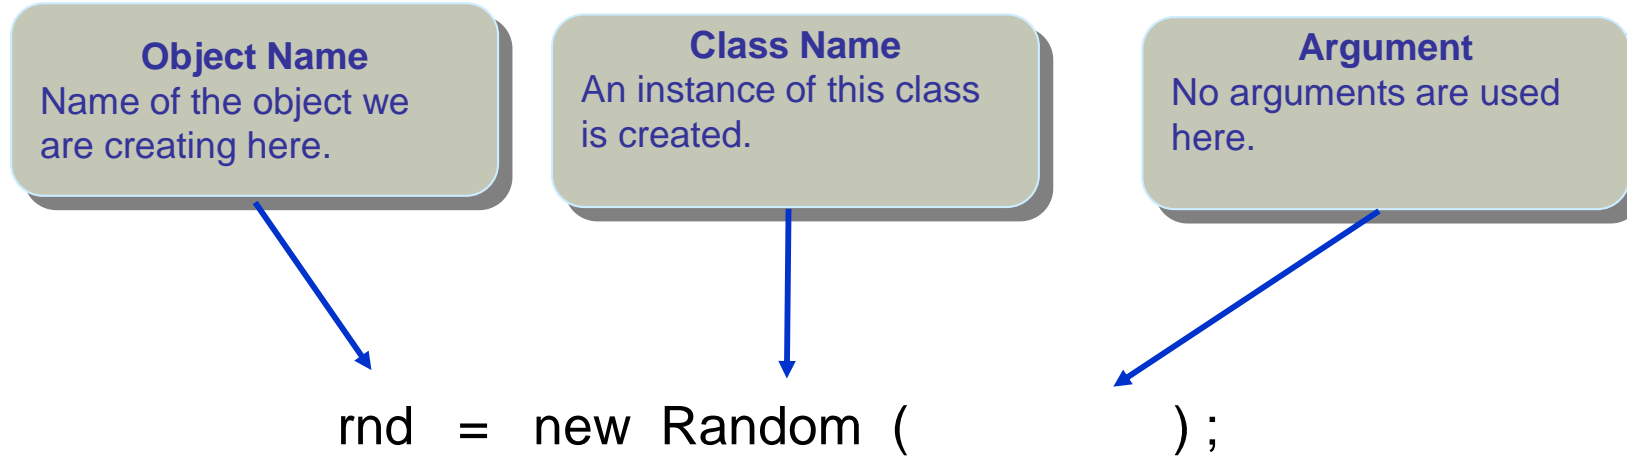 Object Name
Name of the object we
are creating here.
Class Name
An instance of this class
is created.
Argument
No arguments are used
here.
rnd = new Random ( ) ;